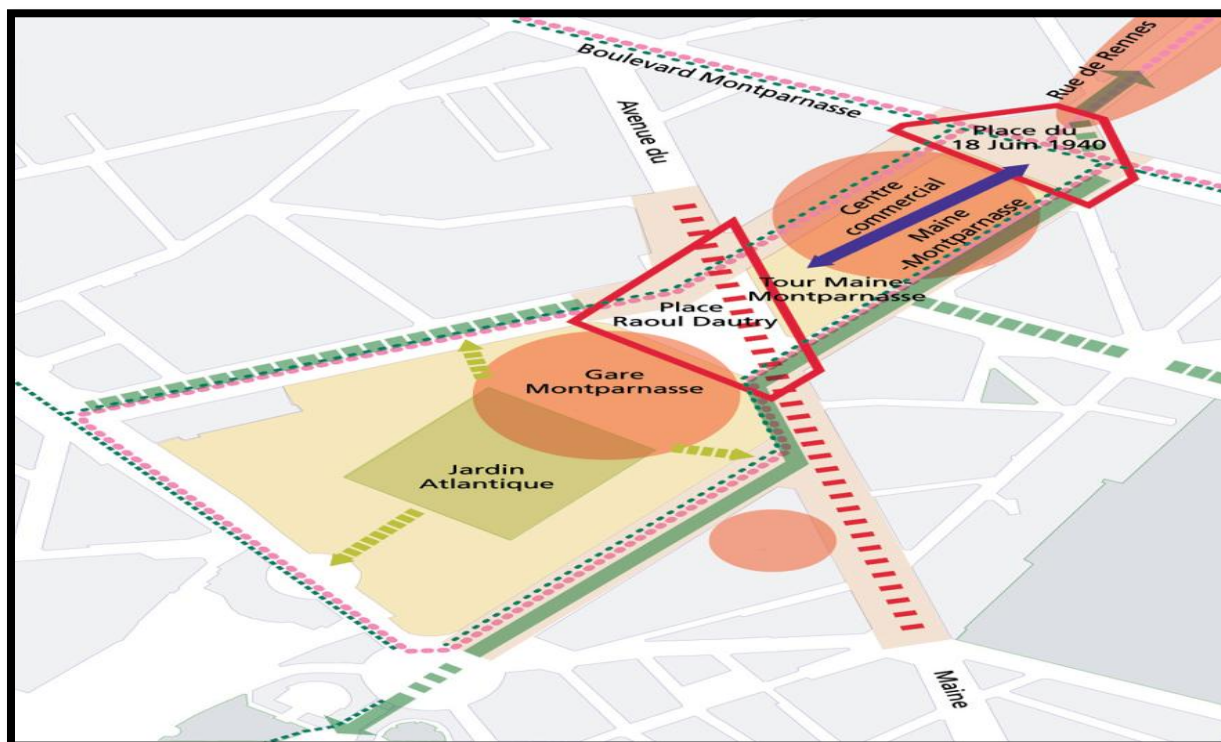 Rue de Rennes
Boulevard Montparnasse
Avenue du
Place du
18 Juin 1940
Centre
commercial
Maine
-Montparnasse
Tour Maine-
Montparnasse
Place
Raoul Dautry
Gare
Montparnasse
Jardin
Atlantique
Maine